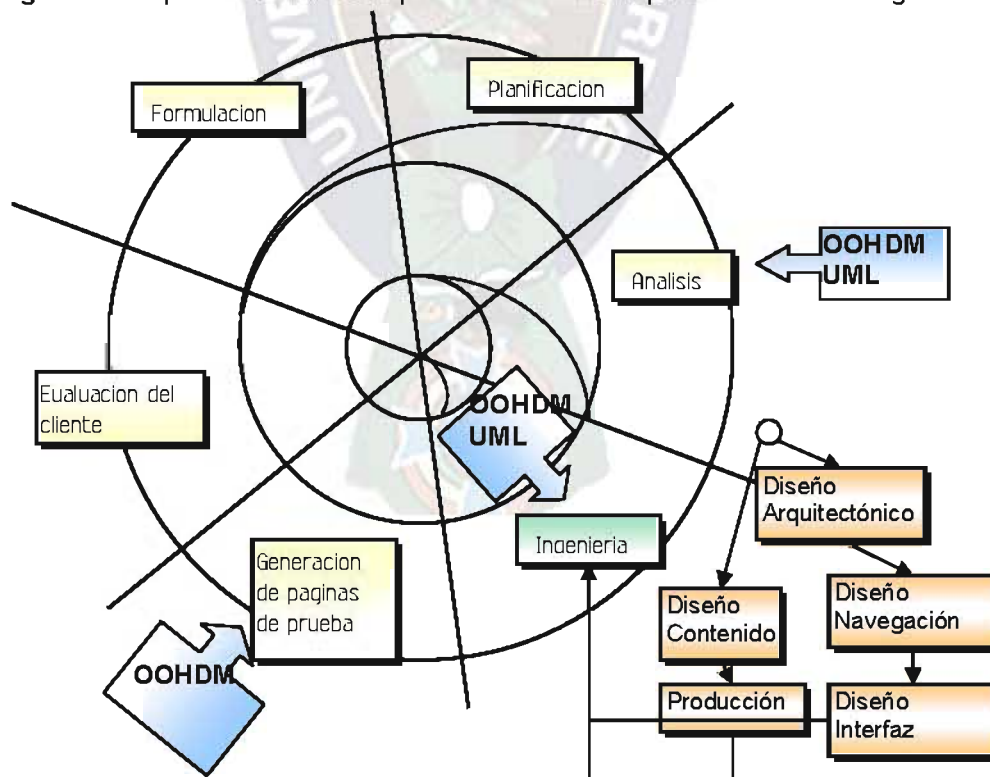 Planificacion
Formulacion
Analisis
OOHDM
UML
Eualuacion del
cliente
OOHDM
UML
Ingenieria
Generacion
de paginas
de prueba
OOHDM
Diseño
Arquitectónico
Diseño
Contenido
Diseño
Navegación
Producción
Diseño
Interfaz